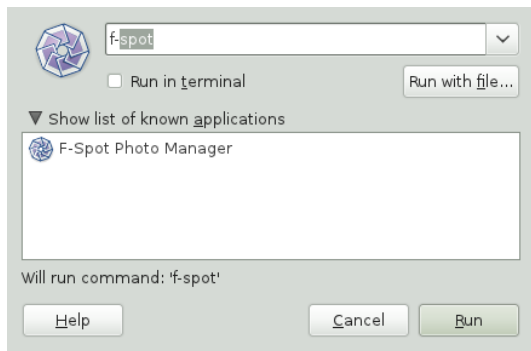 f-spot
Run in terminal
Run with file...
Show list of known applications
F-Spot Photo Manager
Will run command: 'f-spot'
Help
Cancel
Run